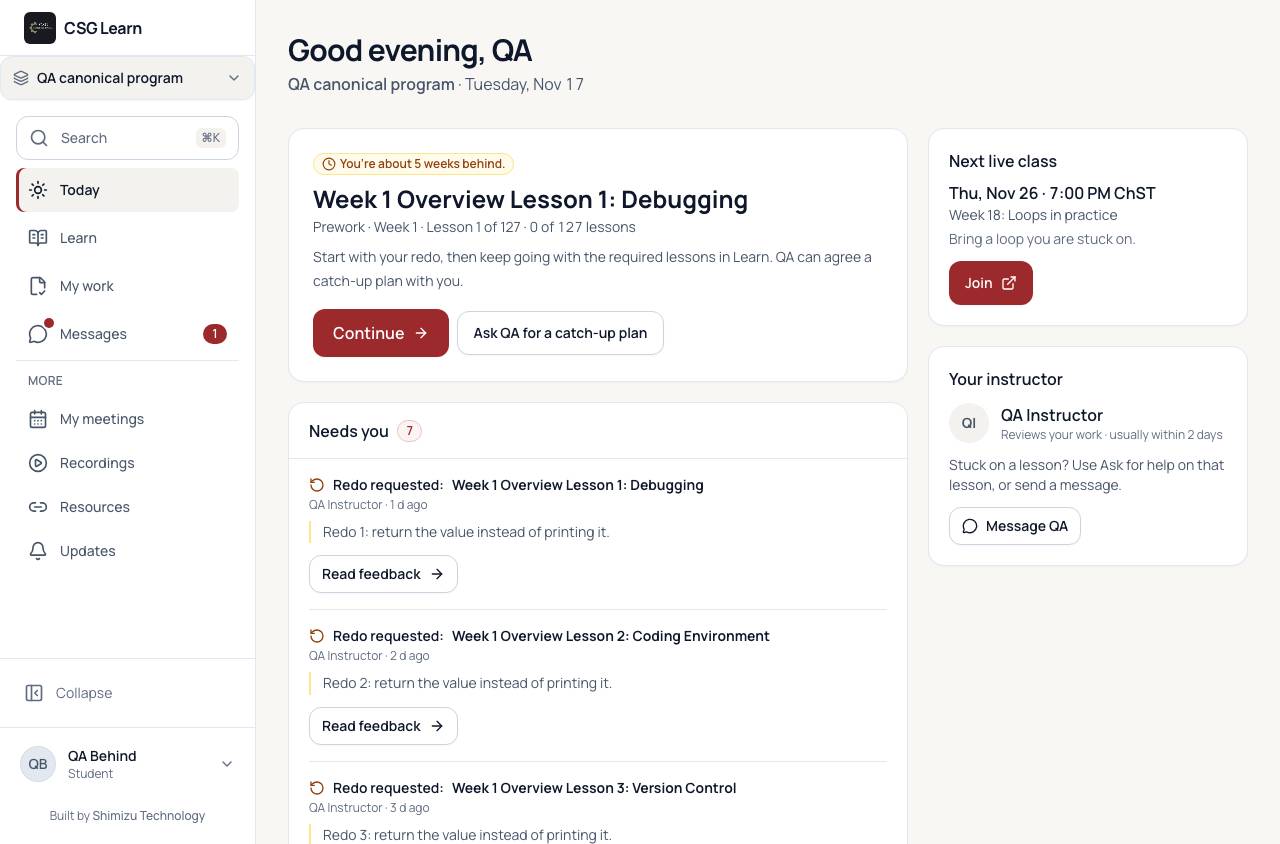 CSG Learn
QA canonical program
Search
⌘K
Today
Learn
My work
Messages
1
MORE
My meetings
Recordings
Resources
Updates
Collapse
QB
QA Behind
Student
Built by Shimizu Technology
Good evening, QA
QA canonical program · Tuesday, Nov 17
You're about 5 weeks behind.
Week 1 Overview Lesson 1: Debugging
Prework · Week 1 · Lesson 1 of 127 · 0 of 127 lessons
Start with your redo, then keep going with the required lessons in Learn. QA can agree a
catch-up plan with you.
Continue
Ask QA for a catch-up plan
Needs you 7
Redo requested: Week 1 Overview Lesson 1: Debugging
QA Instructor · 1 d ago
Redo 1: return the value instead of printing it.
Read feedback
Redo requested: Week 1 Overview Lesson 2: Coding Environment
QA Instructor · 2 d ago
Redo 2: return the value instead of printing it.
Read feedback
Redo requested: Week 1 Overview Lesson 3: Version Control
QA Instructor · 3 d ago
Redo 3: return the value instead of printing it.
Next live class
Thu, Nov 26 · 7:00 PM ChST
Week 18: Loops in practice
Bring a loop you are stuck on.
Join
Your instructor
QI
QA Instructor
Reviews your work · usually within 2 days
Stuck on a lesson? Use Ask for help on that
lesson, or send a message.
Message QA